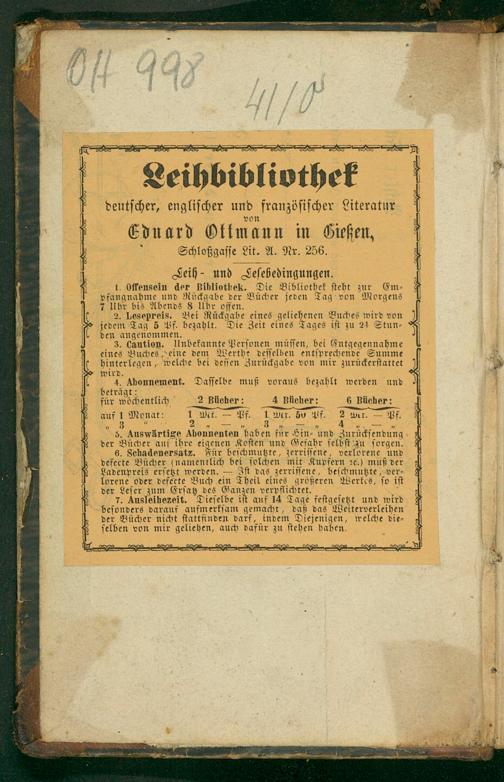 OH 998
41/0
Leihbibliothek
deutscher, englischer und französischer Literatur
von
Eduard Ottmann in Gießen,
Schloßgasse Lit. A. Nr. 256.
Leih- und Lesebedingungen.
1. Offensein der Bibliothek. Die Bibliothek steht zur Em-
pfangnahme und Rückgabe der Bücher jeden Tag von Morgens
7 Uhr bis Abends 8 Uhr offen.
2. Lesepreis. Bei Rückgabe eines geliehenen Buches wird von
jedem Tag 5 Pf. bezahlt. Die Zeit eines Tages ist zu 24 Stun-
den angenommen.
3. Caution. Unbekannte Personen müssen, bei Entgegennahme
eines Buches, eine dem Werthe desselben entsprechende Summe
hinterlegen, welche bei dessen Zurückgabe von mir zurückerstattet
wird.
4. Abonnement. Dasselbe muß voraus bezahlt werden und
beträgt:
für wöchentlich 2 Bücher: 4 Bücher: 6 Bücher:
auf 1 Monat: 1 Mk. — Pf. 1 Mk. 50 Pf. 2 Mk. — Pf.
„ 3 „ 2 „ — „ 3 „ — „ 4 „ — „
5. Auswärtige Abonnenten haben für Hin- und Zurücksendung
der Bücher auf ihre eigenen Kosten und Gefahr selbst zu sorgen.
6. Schadenersatz. Für beschmutzte, zerrissene, verlorene und
defecte Bücher (namentlich bei solchen mit Kupfern ꝛc.) muß der
Ladenpreis ersetzt werden. — Ist das zerrissene, beschmutzte, ver-
lorene oder defecte Buch ein Theil eines größeren Werkes, so ist
der Leser zum Ersatz des Ganzen verpflichtet.
7. Ausleihezeit. Dieselbe ist auf 14 Tage festgesetzt und wird
besonders darauf aufmerksam gemacht, daß das Weiterverleihen
der Bücher nicht stattfinden darf, indem Diejenigen, welche die-
selben von mir geliehen, auch dafür zu stehen haben.